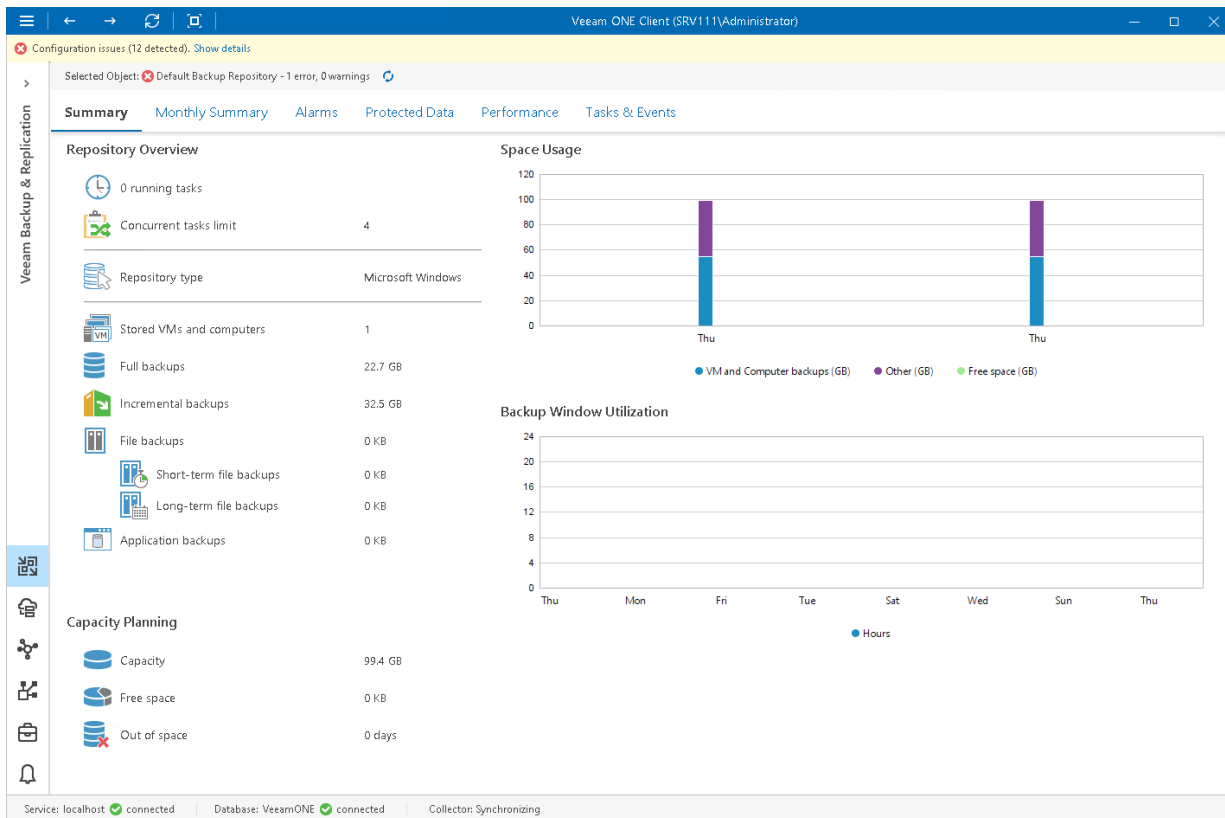 Veeam ONE Client (SRV111\Administrator)
Configuration issues (12 detected). Show details
Selected Object: Default Backup Repository - 1 error, 0 warnings
Veeam Backup & Replication
Summary Monthly Summary Alarms Protected Data Performance Tasks & Events
Repository Overview
0 running tasks
Concurrent tasks limit 4
Repository type Microsoft Windows
VM
Stored VMs and computers 1
Full backups 22.7 GB
Incremental backups 32.5 GB
File backups 0 KB
Short-term file backups 0 KB
Long-term file backups 0 KB
Application backups 0 KB
Capacity Planning
Capacity 99.4 GB
Free space 0 KB
Out of space 0 days
Space Usage
120
100
80
60
40
20
0
Thu Thu
VM and Computer backups (GB) Other (GB) Free space (GB)
Backup Window Utilization
24
20
16
12
8
4
0
Thu Mon Fri Tue Sat Wed Sun Thu
Hours
Service: localhost connected Database: VeeamONE connected Collector: Synchronizing